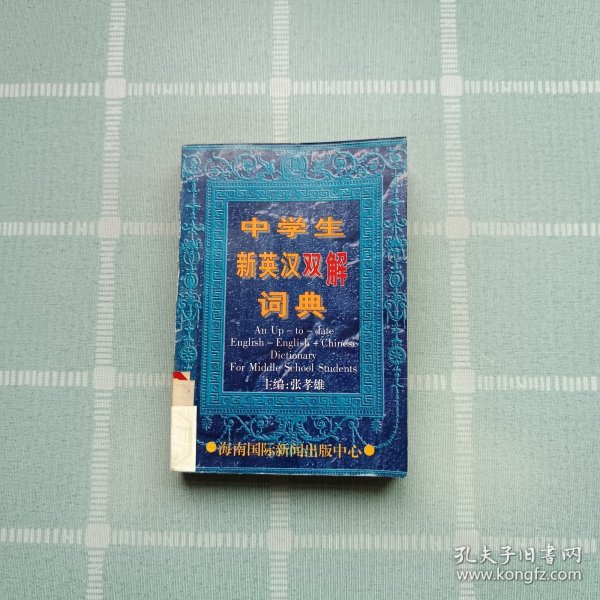 中学生
新英汉双解
词典
An Up-to-date
English-English+Chinese
Dictionary
For Middle School Students
主编:张孝雄
海南国际新闻出版中心
孔夫子旧书网
www.kongfz.com